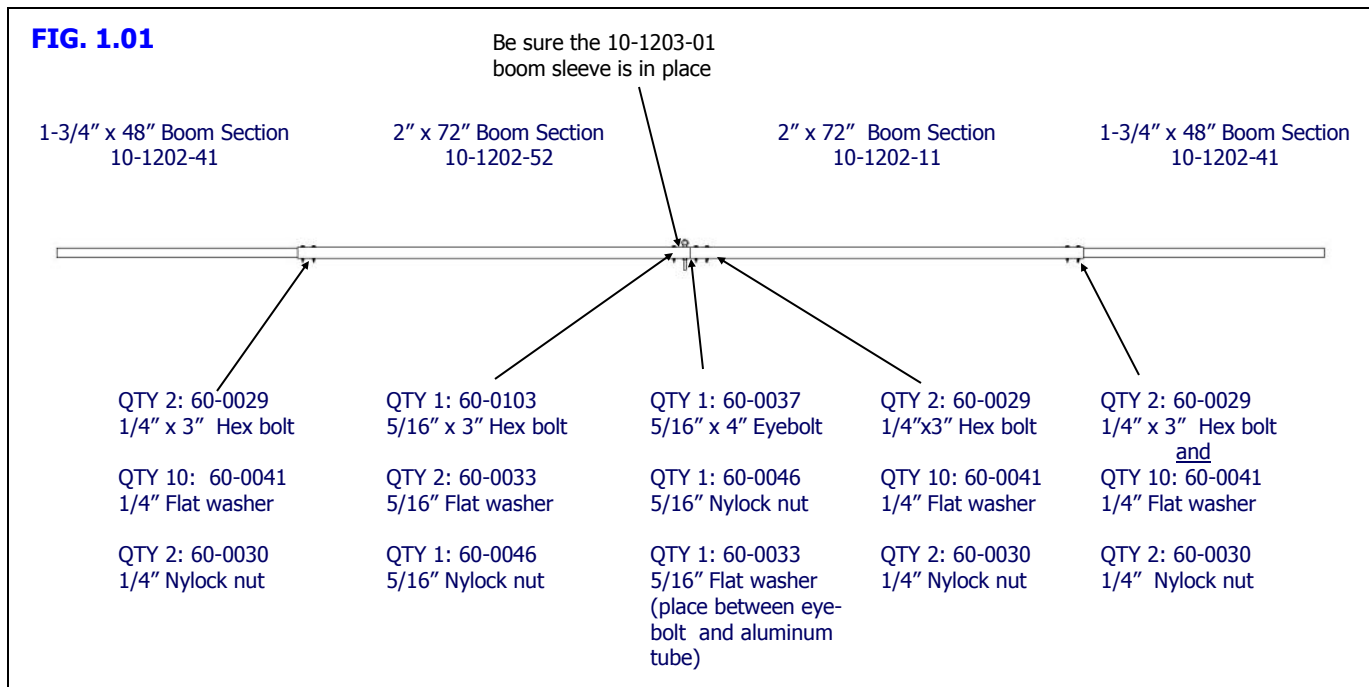 FIG. 1.01
Be sure the 10-1203-01
boom sleeve is in place
1-3/4” x 48” Boom Section
10-1202-41
2” x 72” Boom Section
10-1202-52
2” x 72”  Boom Section
10-1202-11
1-3/4” x 48” Boom Section
10-1202-41
QTY 2: 60-0029
1/4” x 3”  Hex bolt
QTY 10:  60-0041
1/4” Flat washer
QTY 2: 60-0030
1/4” Nylock nut
QTY 1: 60-0103
5/16” x 3” Hex bolt
QTY 2: 60-0033
5/16” Flat washer
QTY 1: 60-0046
5/16” Nylock nut
QTY 1: 60-0037
5/16” x 4” Eyebolt
QTY 1: 60-0046
5/16” Nylock nut
QTY 1: 60-0033
5/16” Flat washer
(place between eye-
bolt  and aluminum
tube)
QTY 2: 60-0029
1/4”x3” Hex bolt
QTY 10: 60-0041
1/4” Flat washer
QTY 2: 60-0030
1/4” Nylock nut
QTY 2: 60-0029
1/4” x 3”  Hex bolt
and
QTY 10: 60-0041
1/4” Flat washer
QTY 2: 60-0030
1/4”  Nylock nut